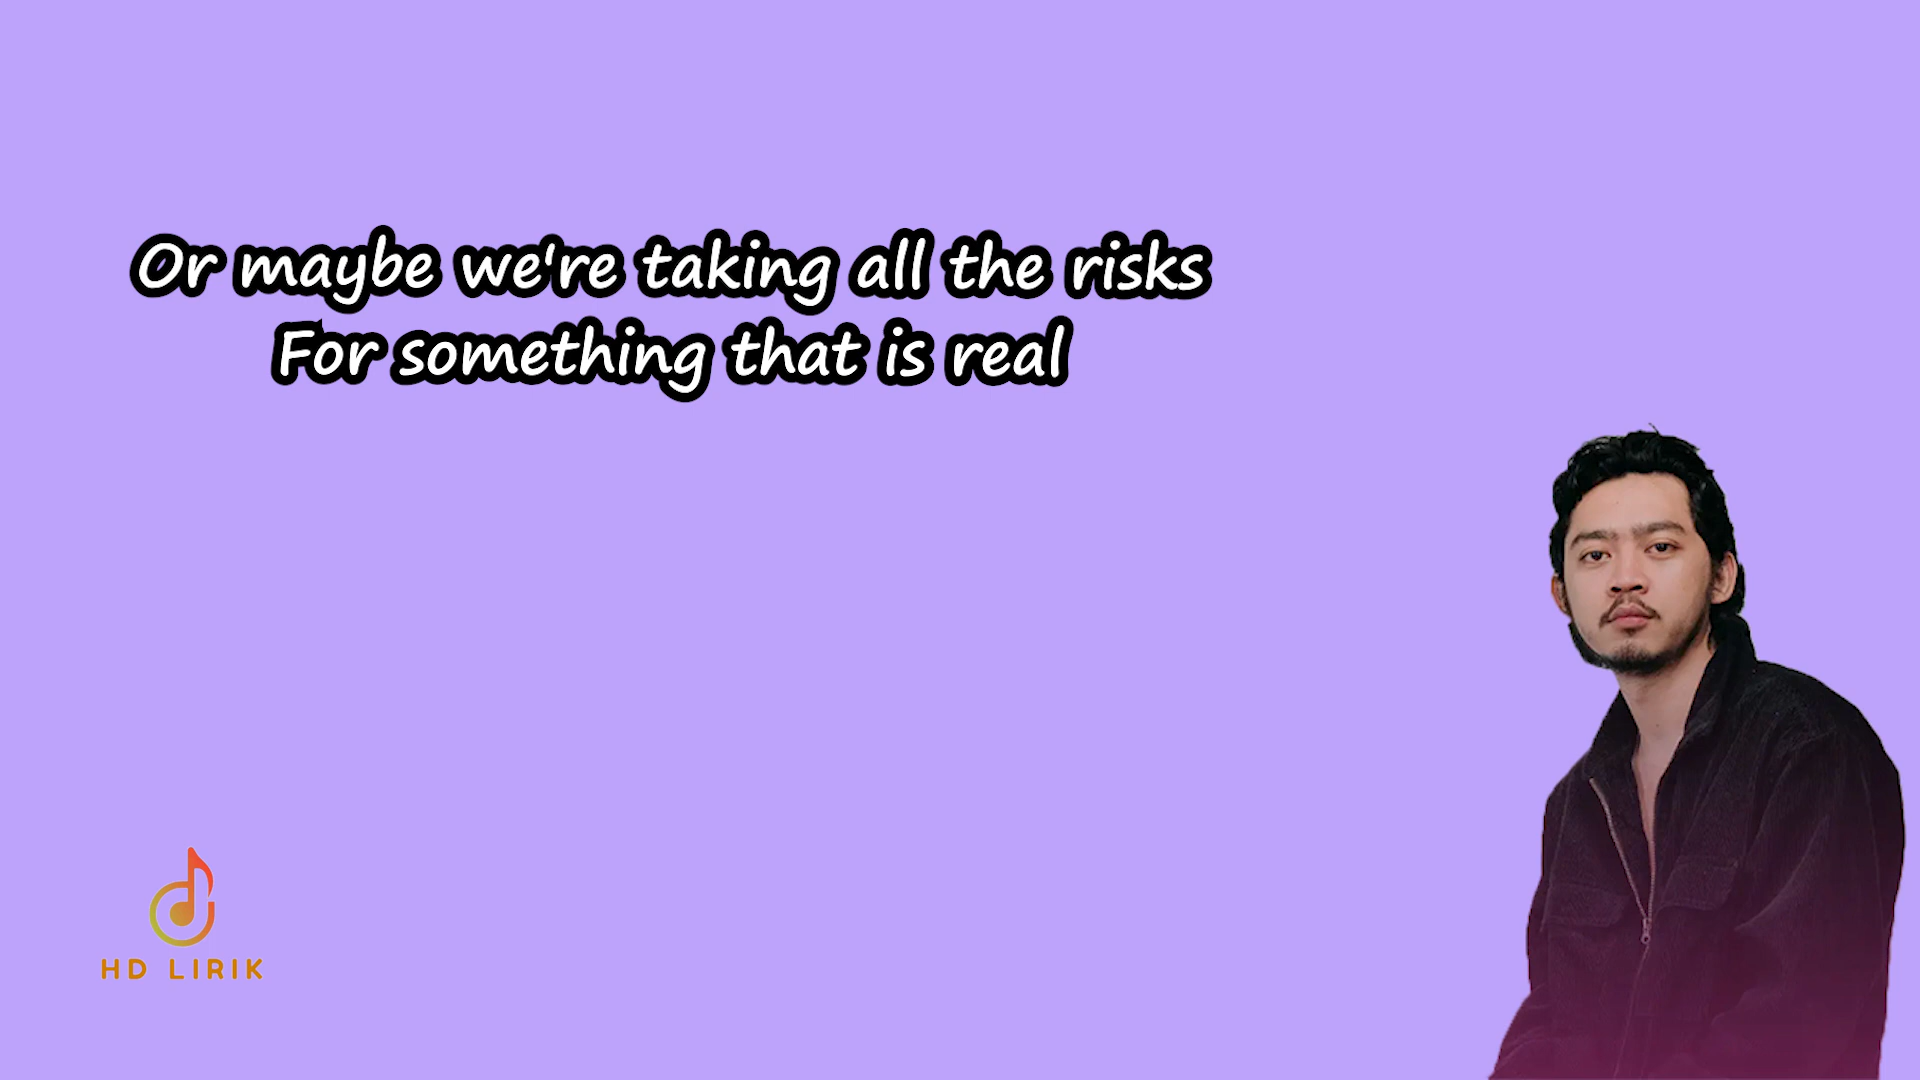 Or maybe we're taking all the risks
For something that is real
HD LIRIK